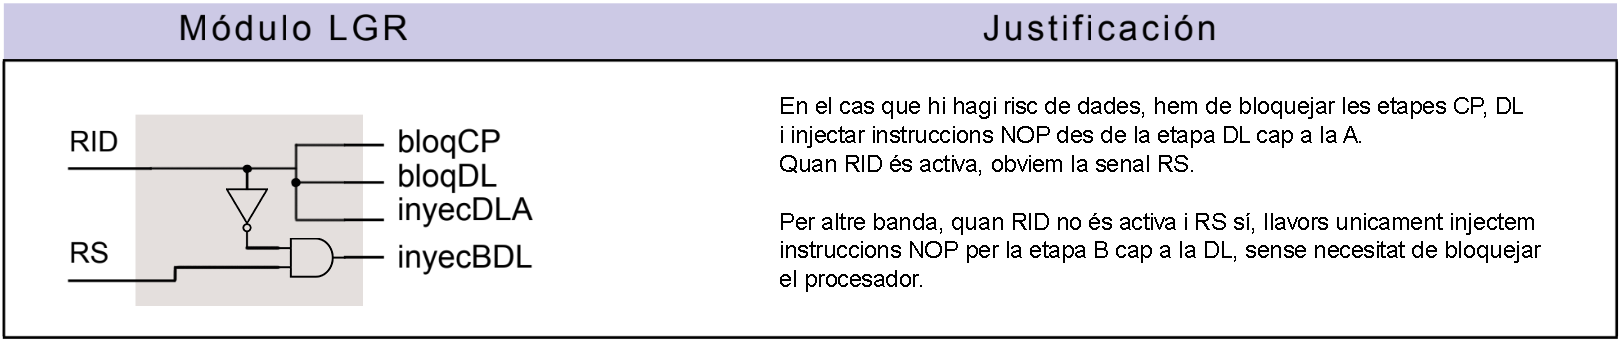 Módulo LGR
Justificación
RID
RS
bloqCP
bloqDL
inyecDLA
inyecBDL
En el cas que hi hagi risc de dades, hem de bloquejar les etapes CP, DL
i injectar instruccions NOP des de la etapa DL cap a la A.
Quan RID és activa, obviem la senal RS.
Per altre banda, quan RID no és activa i RS sí, llavors unicament injectem
instruccions NOP per la etapa B cap a la DL, sense necesitat de bloquejar
el procesador.